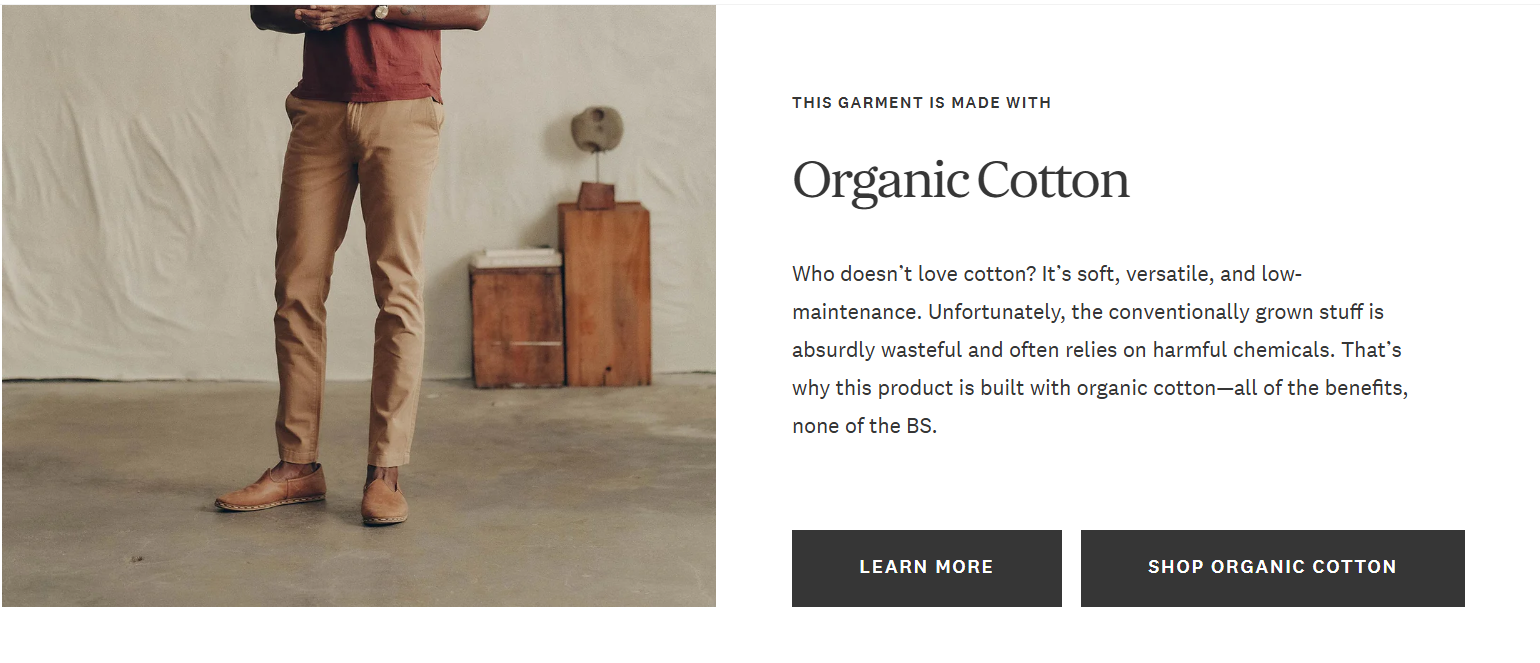 THIS GARMENT IS MADE WITH
Organic Cotton
Who doesn’t love cotton? It’s soft, versatile, and low-
maintenance. Unfortunately, the conventionally grown stuff is
absurdly wasteful and often relies on harmful chemicals. That’s
why this product is built with organic cotton—all of the benefits,
none of the BS.
LEARN MORE
SHOP ORGANIC COTTON